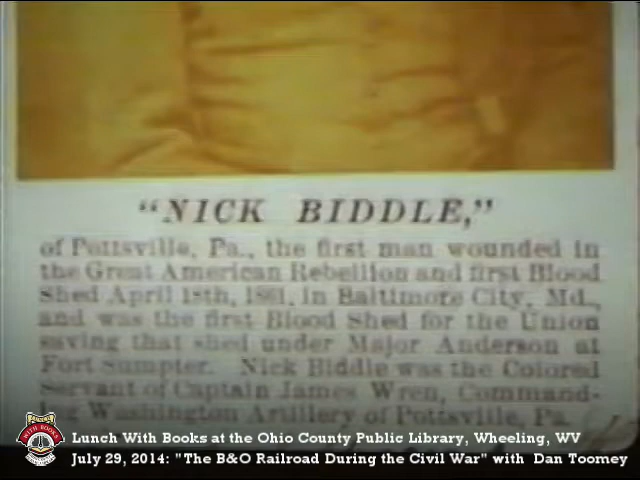 "NICK BIDDLE,"
of Pottsville, Pa., the first man wounded in
the Great American Rebellion and first Blood
Shed April 18th, 1861, in Baltimore City, Md.,
and was the first Blood Shed for the Union
saving that shed under Major Anderson at
Fort Sumpter. Nick Biddle was the Colored
Servant of Captain James Wren, command-
ing Washington Artillery of Pottsville, Pa.
WITH BOOKS
Lunch With Books at the Ohio County Public Library, Wheeling, WV
July 29, 2014: "The B&O Railroad During the Civil War" with Dan Toomey